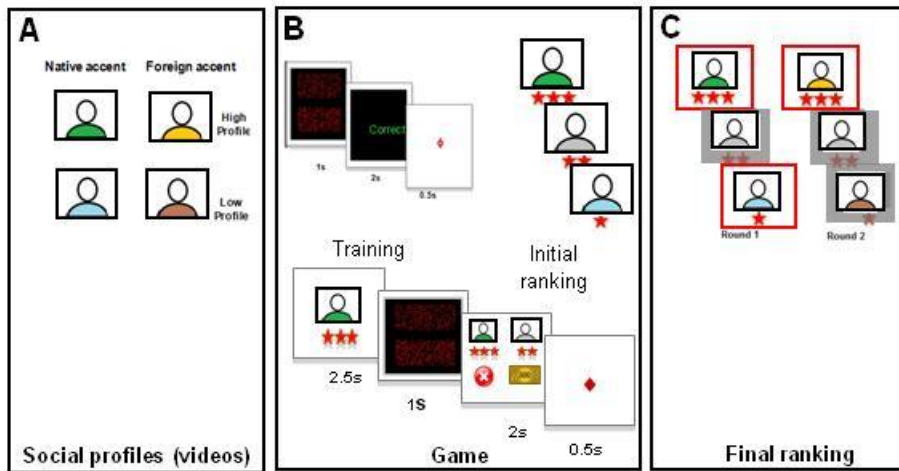 A
Native accent Foreign accent
High
Profile
Low
Profile
Social profiles (videos)
B
Correct
1s
2s
0.5s
Training
Initial
ranking
2.5s
1S
2s
0.5s
Game
C
Round 1
Round 2
Final ranking